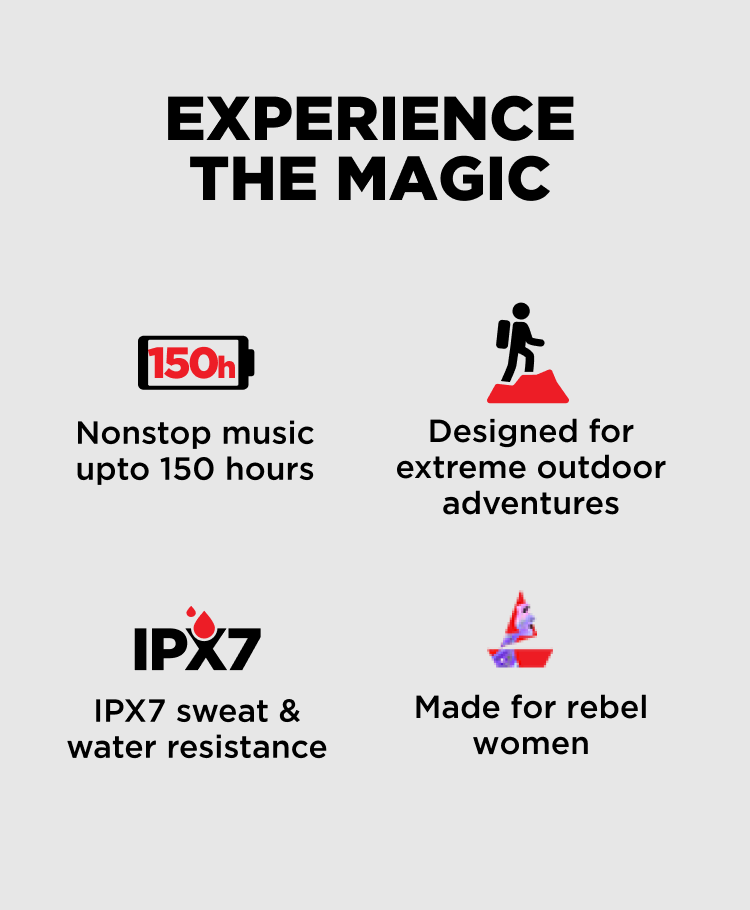 EXPERIENCE
THE MAGIC
150h
Nonstop music
upto 150 hours
Designed for
extreme outdoor
adventures
IPX7
IPX7 sweat &
water resistance
Made for rebel
women